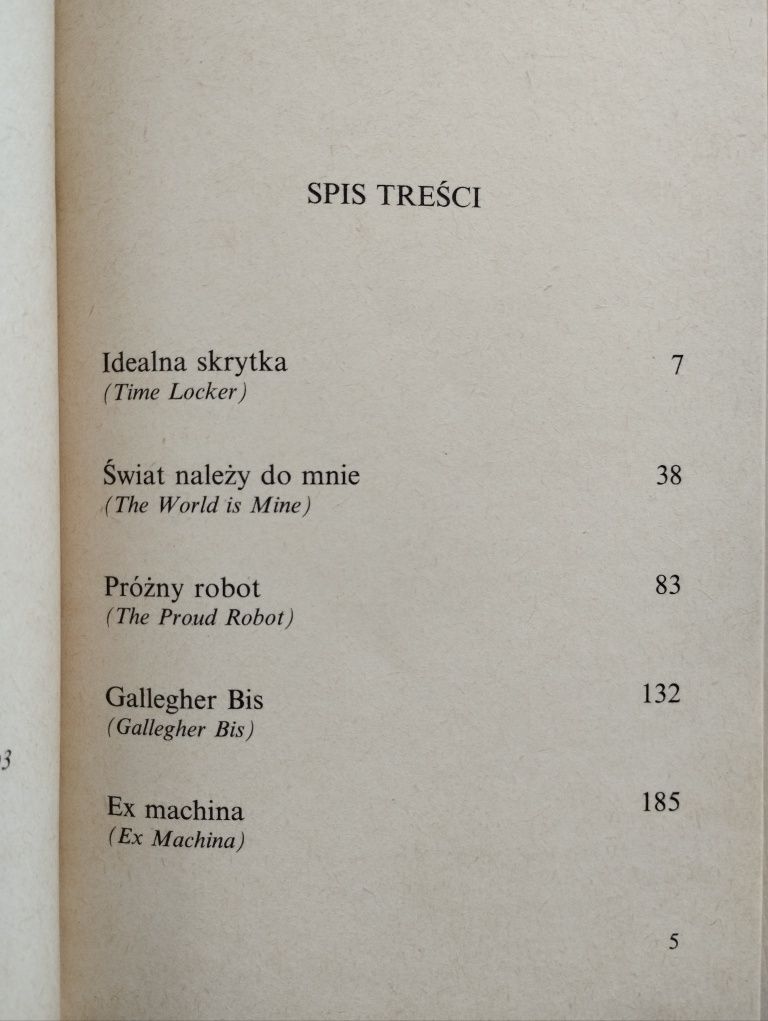 SPIS TREŚCI
Idealna skrytka 7
(Time Locker)
Świat należy do mnie 38
(The World is Mine)
Próżny robot 83
(The Proud Robot)
Gallegher Bis 132
(Gallegher Bis)
Ex machina 185
(Ex Machina)
5